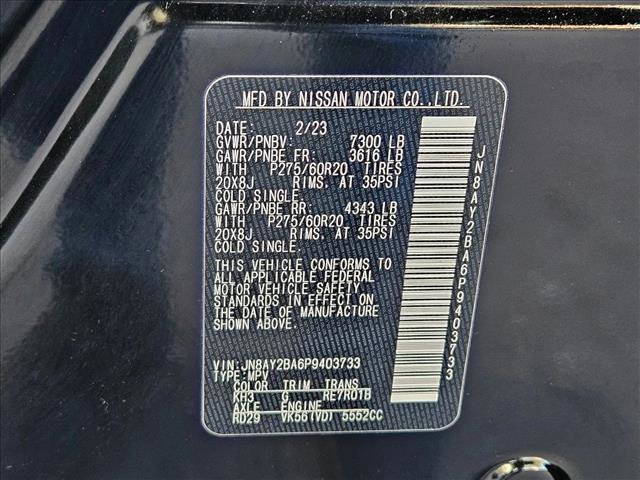 MFD BY NISSAN MOTOR CO.,LTD.
DATE: 2/23
GVWR/PNBV: 7300 LB
GAWR/PNBE FR: 3616 LB
WITH P275/60R20 TIRES
20X8J RIMS. AT 35PSI
COLD SINGLE
GAWR/PNBE RR: 4343 LB
WITH P275/60R20 TIRES
20X8J RIMS. AT 35PSI
COLD SINGLE.
THIS VEHICLE CONFORMS TO
ALL APPLICABLE FEDERAL
MOTOR VEHICLE SAFETY
STANDARDS IN EFFECT ON
THE DATE OF MANUFACTURE
SHOWN ABOVE.
VIN:JN8AY2BA6P9403733
TYPE:MPV
COLOR TRIM TRANS
KH3 G RE7R01B
AXLE ENGINE
RD29 VK56(VD) 5552CC
JN8AY2BA6P9403733